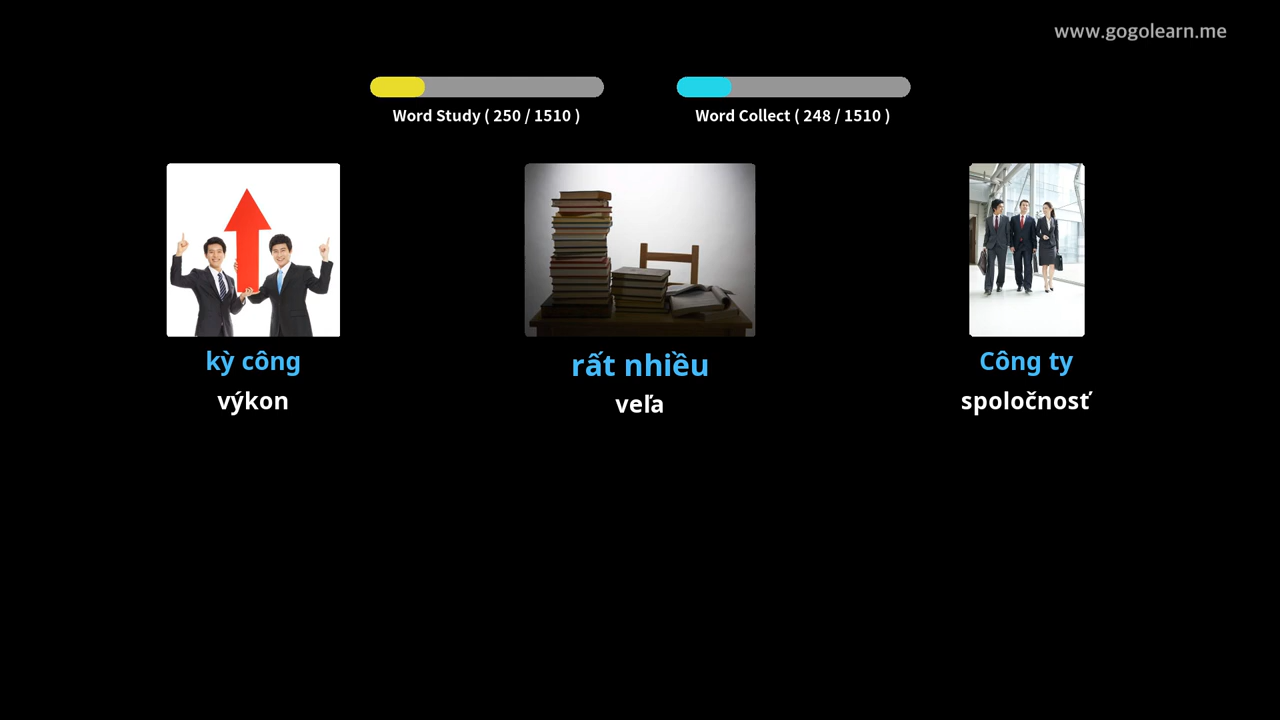 www.gogolearn.me
Word Study ( 250 / 1510 )
Word Collect ( 248 / 1510 )
kỳ công
výkon
rất nhiều
veľa
Công ty
spoločnosť